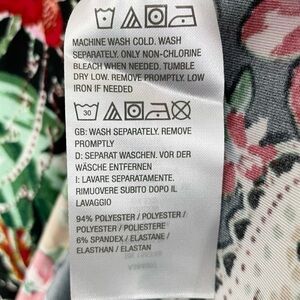 MACHINE WASH COLD. WASH
SEPARATELY. ONLY NON-CHLORINE
BLEACH WHEN NEEDED. TUMBLE
DRY LOW. REMOVE PROMPTLY. LOW
IRON IF NEEDED
30
GB: WASH SEPARATELY. REMOVE
PROMPTLY
D: SEPARAT WASCHEN. VOR DER
WÄSCHE ENTFERNEN
I: LAVARE SEPARATAMENTE.
RIMUOVERE SUBITO DOPO IL
LAVAGGIO
94% POLYESTER / POLYESTER /
POLYESTER / POLIESTERE
6% SPANDEX / ELASTANE /
ELASTHAN / ELASTAN